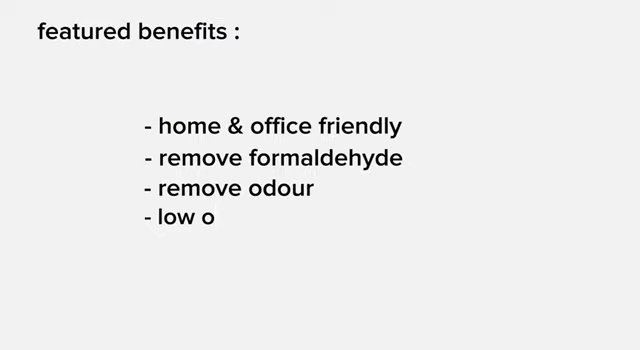 featured benefits :
- home & office friendly
- remove formaldehyde
- remove odour
- low o